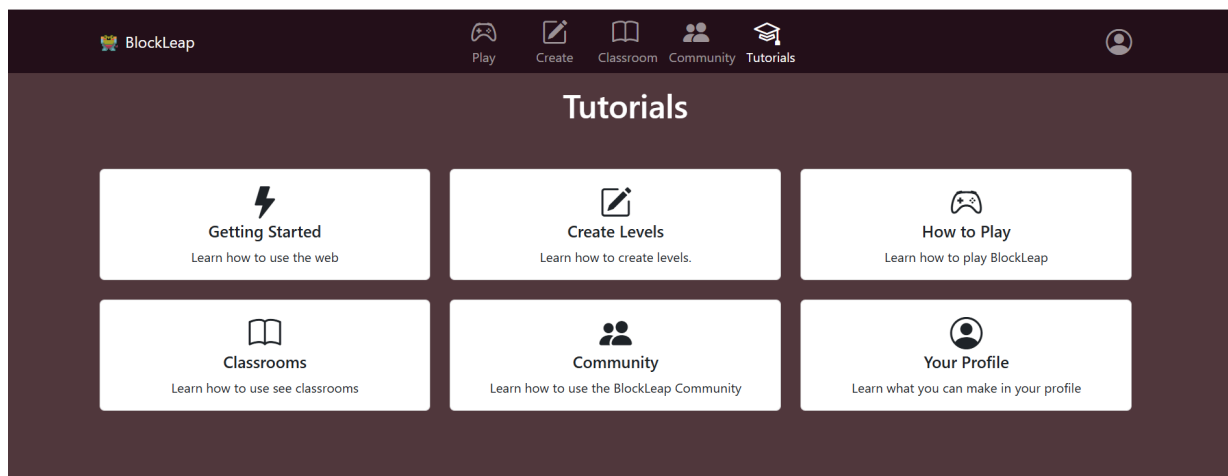 BlockLeap
Play
Create
Classroom
Community
Tutorials
Tutorials
Getting Started
Learn how to use the web
Create Levels
Learn how to create levels.
How to Play
Learn how to play BlockLeap
Classrooms
Learn how to use see classrooms
Community
Learn how to use the BlockLeap Community
Your Profile
Learn what you can make in your profile